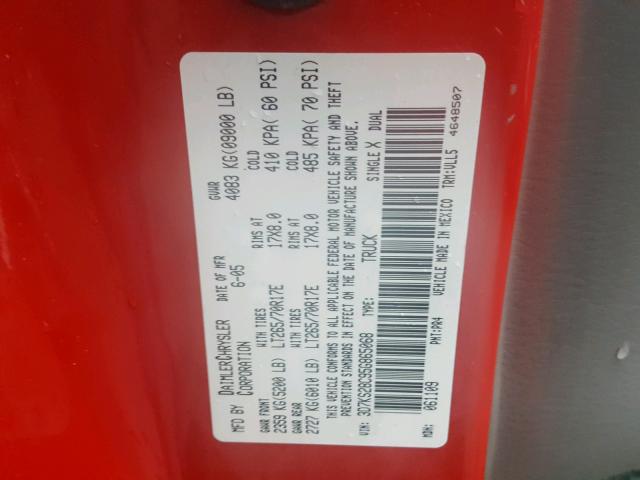 MFD BY DAIMLERCHRYSLER CORPORATION DATE OF MFR 6-05 GVWR 4083 KG(09000 LB)
GAWR FRONT WITH TIRES RIMS AT COLD
2359 KG(5200 LB) LT265/70R17E 17X8.0 410 KPA( 60 PSI)
GAWR REAR WITH TIRES RIMS AT COLD
2727 KG(6010 LB) LT265/70R17E 17X8.0 485 KPA( 70 PSI)
THIS VEHICLE CONFORMS TO ALL APPLICABLE FEDERAL MOTOR VEHICLE SAFETY AND THEFT
PREVENTION STANDARDS IN EFFECT ON THE DATE OF MANUFACTURE SHOWN ABOVE.
VIN: 3D7KS28C95G865068 TYPE: TRUCK SINGLE X DUAL
MDH: 061109 PNT:PR4 VEHICLE MADE IN MEXICO TRM:VLL5 4648507